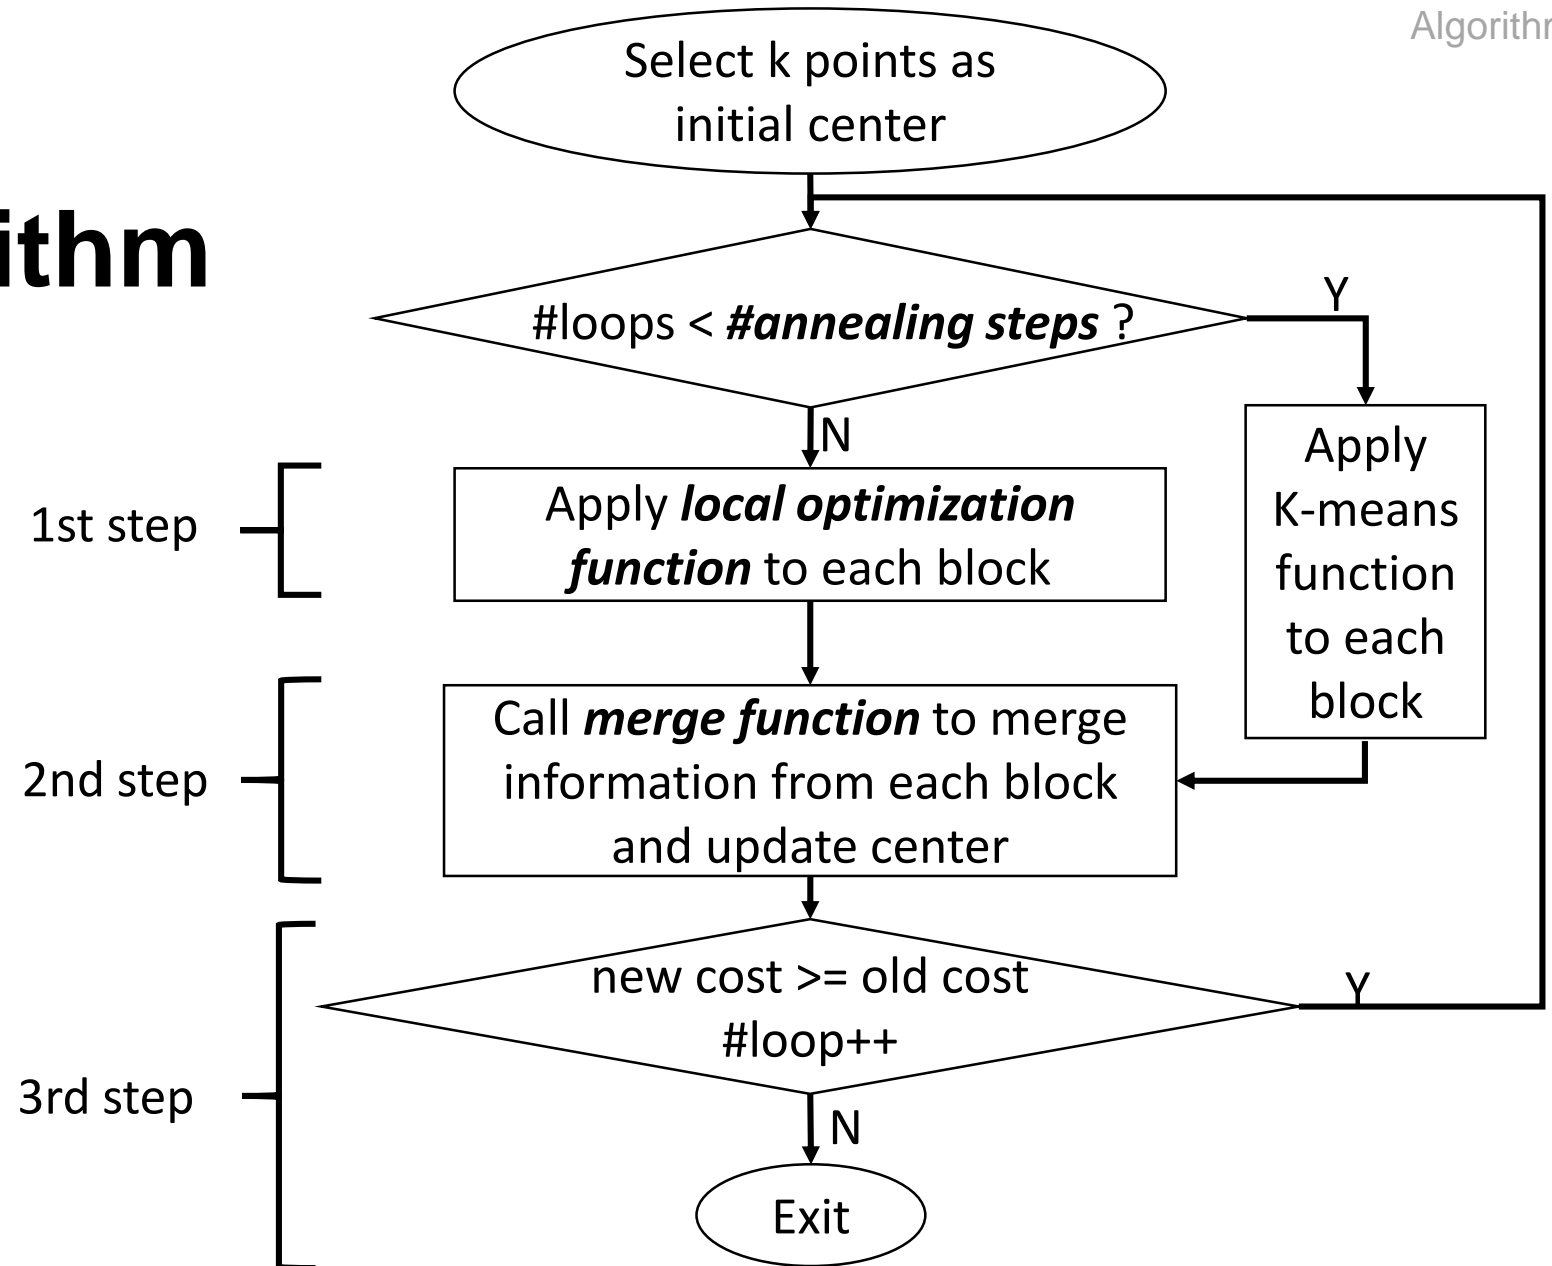 Select k points as
initial center
#loops < #annealing steps ?
Y
N
1st step
Apply local optimization
function to each block
Apply
K-means
function
to each
block
2nd step
Call merge function to merge
information from each block
and update center
3rd step
new cost >= old cost
#loop++
Y
N
Exit